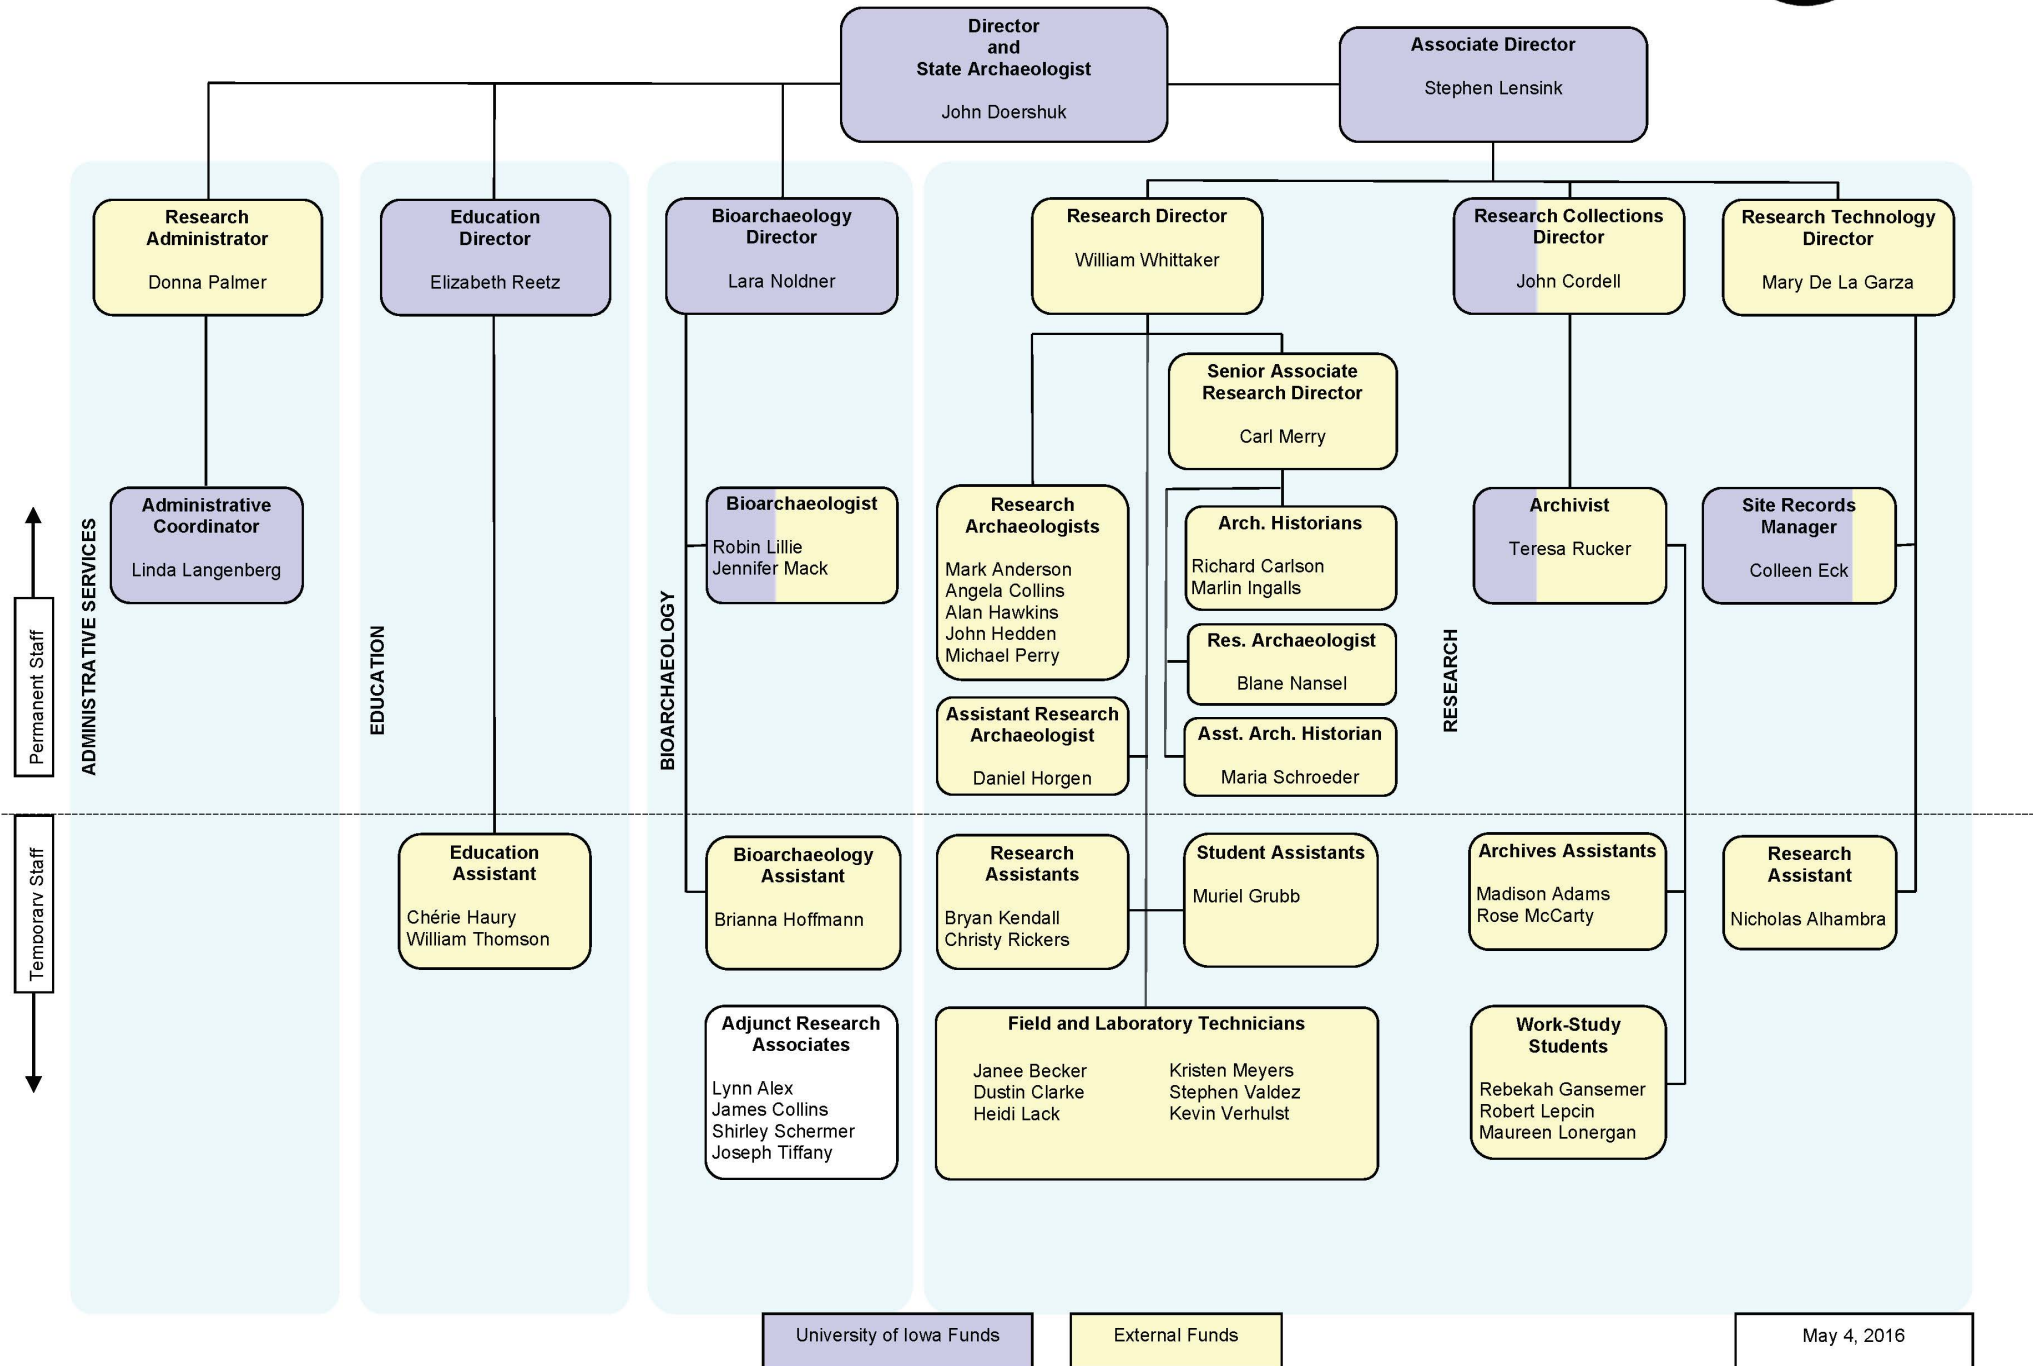 Director
and
State Archaeologist
John Doershuk
Associate Director
Stephen Lensink
Research
Administrator
Donna Palmer
Education
Director
Elizabeth Reetz
Bioarchaeology
Director
Lara Noldner
Research Director
William Whittaker
Research Collections
Director
John Cordell
Research Technology
Director
Mary De La Garza
Senior Associate
Research Director
Carl Merry
Administrative
Coordinator
Linda Langenberg
Bioarchaeologist
Robin Lillie
Jennifer Mack
Research
Archaeologists
Mark Anderson
Angela Collins
Alan Hawkins
John Hedden
Michael Perry
Arch. Historians
Richard Carlson
Marlin Ingalls
Archivist
Teresa Rucker
Site Records
Manager
Colleen Eck
Res. Archaeologist
Blane Nansel
Assistant Research
Archaeologist
Daniel Horgen
Asst. Arch. Historian
Maria Schroeder
Permanent Staff
ADMINISTRATIVE SERVICES
EDUCATION
BIOARCHAEOLOGY
RESEARCH
Temporary Staff
Education
Assistant
Chérie Haury
William Thomson
Bioarchaeology
Assistant
Brianna Hoffmann
Research
Assistants
Bryan Kendall
Christy Rickers
Student Assistants
Muriel Grubb
Archives Assistants
Madison Adams
Rose McCarty
Research
Assistant
Nicholas Alhambra
Adjunct Research
Associates
Lynn Alex
James Collins
Shirley Schermer
Joseph Tiffany
Field and Laboratory Technicians
Janee Becker
Dustin Clarke
Heidi Lack
Kristen Meyers
Stephen Valdez
Kevin Verhulst
Work-Study
Students
Rebekah Gansemer
Robert Lepcin
Maureen Lonergan
University of Iowa Funds
External Funds
May 4, 2016